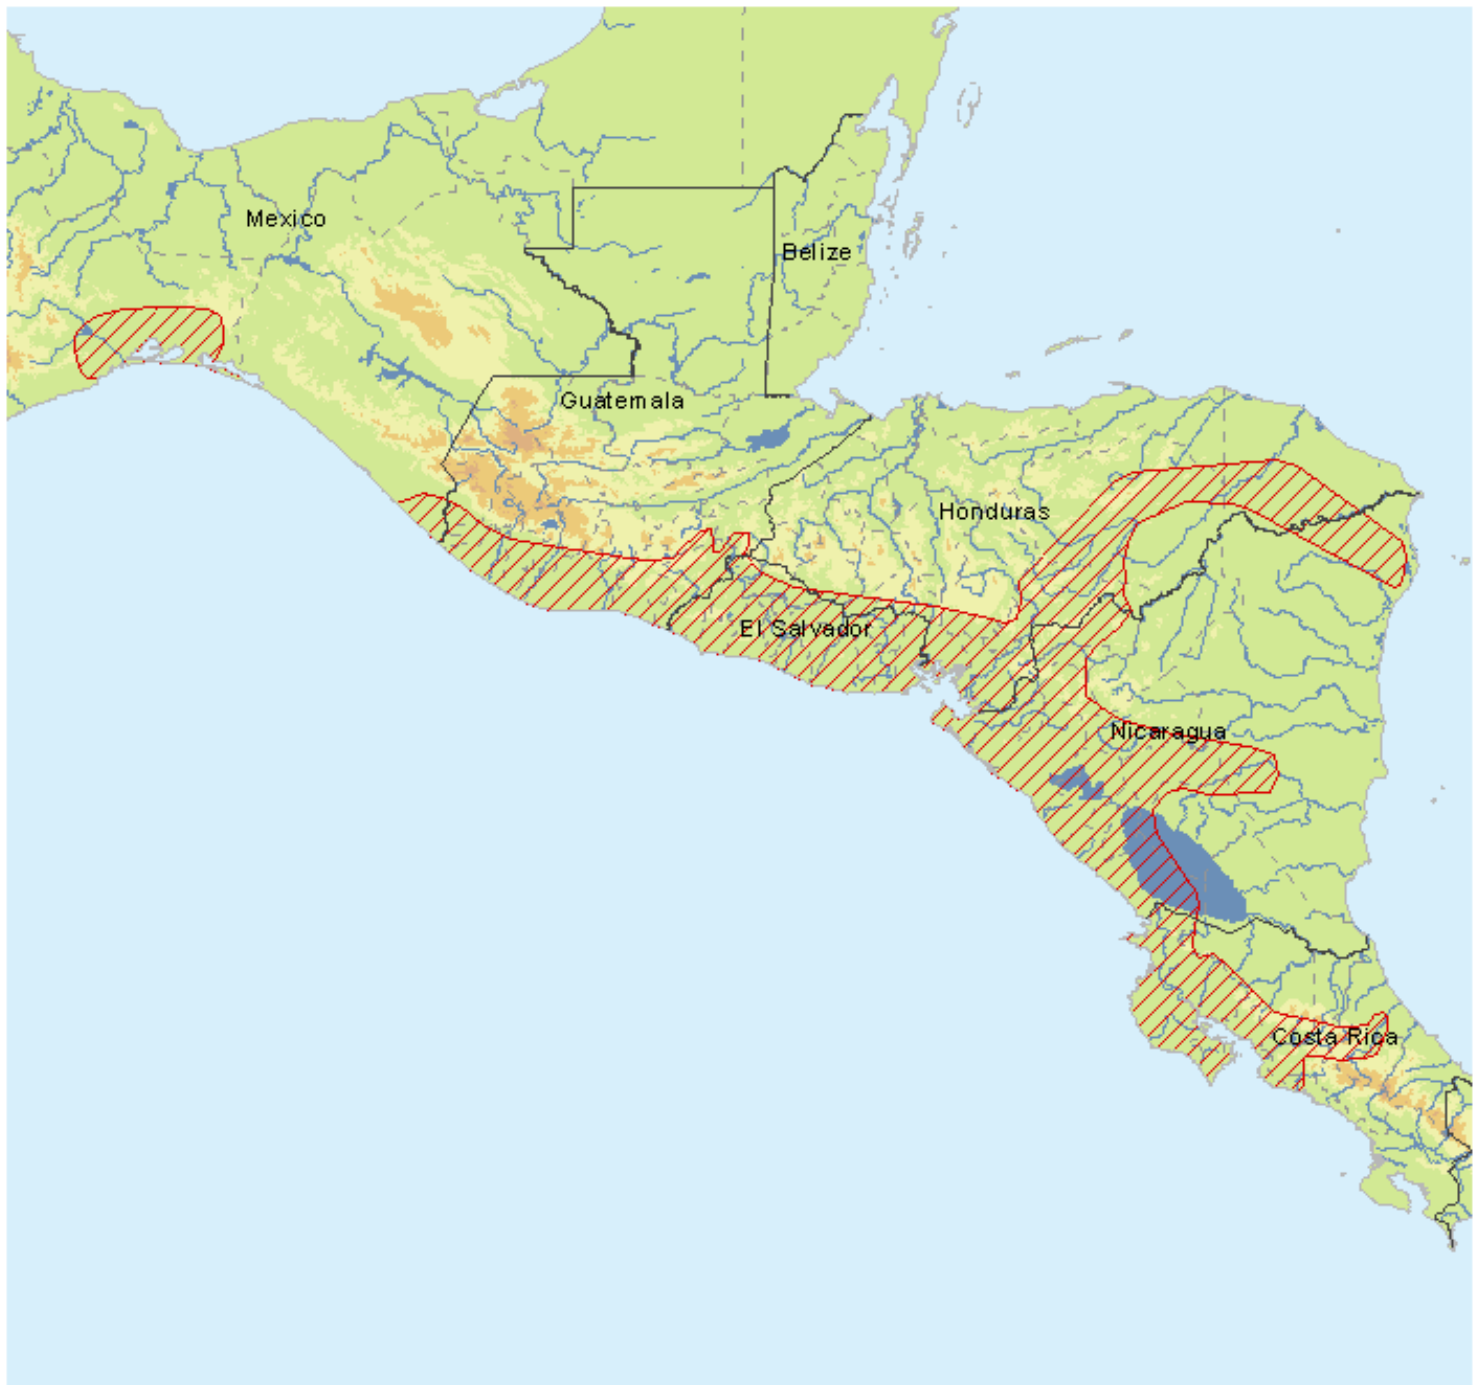 Mexico
Belize
Guatemala
Honduras
El Salvador
Nicaragua
Costa Rica